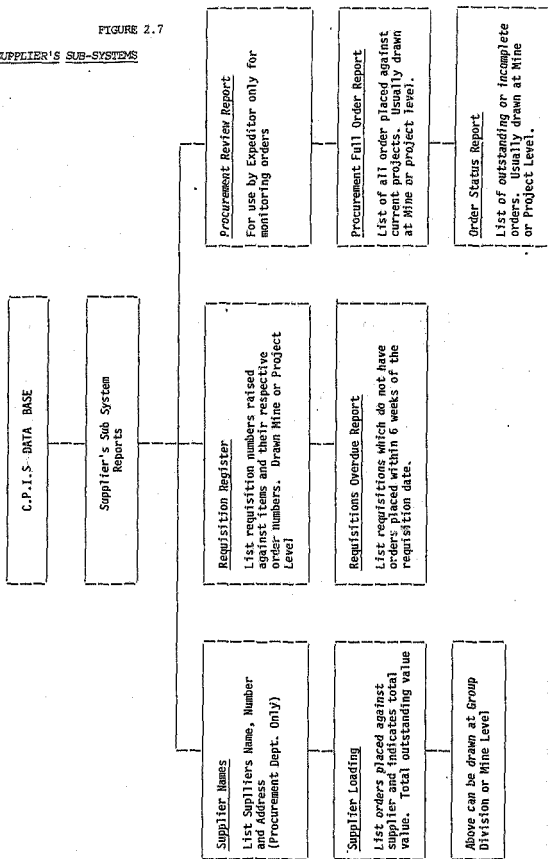 FIGURE 2.7
SUPPLIER'S SUB-SYSTEMS
C.P.I.S DATA BASE
Supplier's Sub System
Reports
Supplier Names
List Suplliers Name, Number
and Address
(Procurement Dept. Only)
Supplier Loading
List orders placed against
supplier and indicates total
value. Total outstanding value
Above can be drawn at Group
Division or Mine Level
Requisition Register
List requisition numbers raised
against items and their respective
order numbers. Drawn Mine or Project
Level
Requisitions Overdue Report
List requisitions which do not have
orders placed within 6 weeks of the
requisition date.
Procurement Review Report
For use by Expeditor only for
monitoring orders
Procurement Full Order Report
List of all order placed against
current projects. Usually drawn
at Mine or project level.
Order Status Report
List of outstanding or incomplete
orders. Usually drawn at Mine
or Project Level.